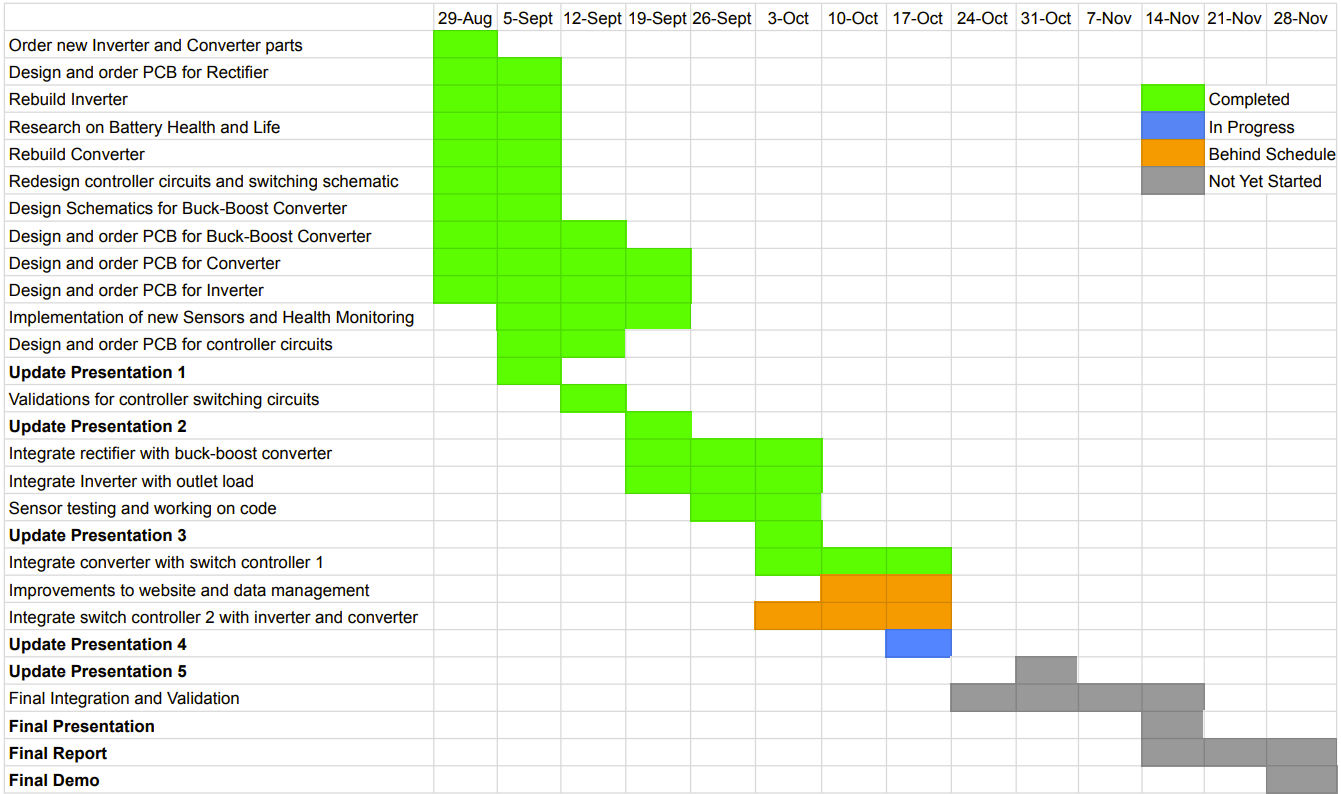 29-Aug 5-Sept 12-Sept 19-Sept 26-Sept 3-Oct 10-Oct 17-Oct 24-Oct 31-Oct 7-Nov 14-Nov 21-Nov 28-Nov
Order new Inverter and Converter parts
Design and order PCB for Rectifier
Rebuild Inverter Completed
Research on Battery Health and Life In Progress
Rebuild Converter Behind Schedule
Redesign controller circuits and switching schematic Not Yet Started
Design Schematics for Buck-Boost Converter
Design and order PCB for Buck-Boost Converter
Design and order PCB for Converter
Design and order PCB for Inverter
Implementation of new Sensors and Health Monitoring
Design and order PCB for controller circuits
Update Presentation 1
Validations for controller switching circuits
Update Presentation 2
Integrate rectifier with buck-boost converter
Integrate Inverter with outlet load
Sensor testing and working on code
Update Presentation 3
Integrate converter with switch controller 1
Improvements to website and data management
Integrate switch controller 2 with inverter and converter
Update Presentation 4
Update Presentation 5
Final Integration and Validation
Final Presentation
Final Report
Final Demo